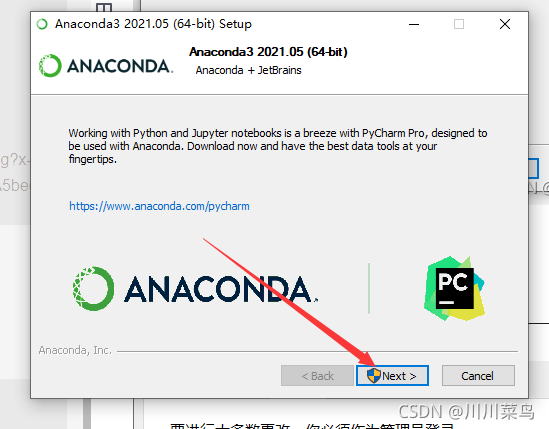 Anaconda3 2021.05 (64-bit) Setup
Anaconda3 2021.05 (64-bit)
Anaconda + JetBrains
ANACONDA.
Working with Python and Jupyter notebooks is a breeze with PyCharm Pro, designed to
be used with Anaconda. Download now and have the best data tools at your
fingertips.
g?x-
\5bec
https://www.anaconda.com/pycharm
ANACONDA.
PC
Anaconda, Inc.
< Back
Next >
Cancel
CSDN @川川菜鸟